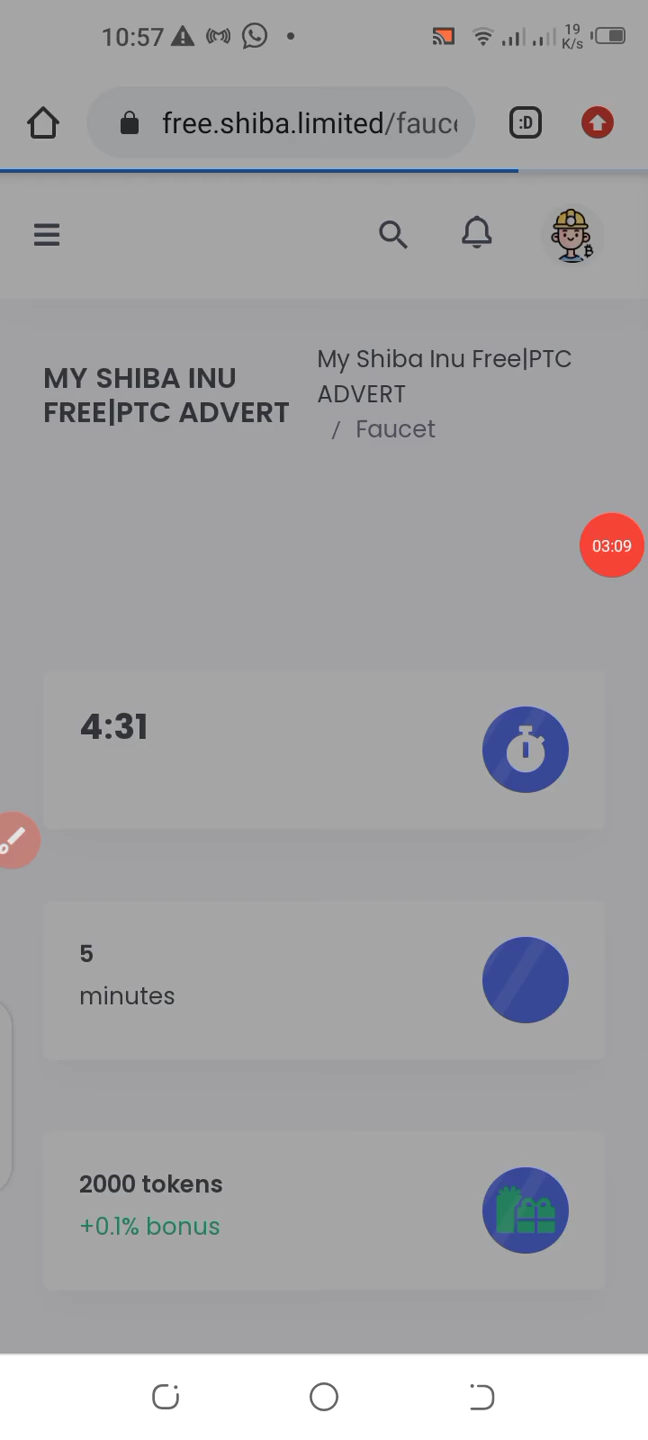 10:57
19
K/s
:D
free.shiba.limited/fauc
MY SHIBA INU
FREE|PTC ADVERT
My Shiba Inu Free|PTC
ADVERT
/ Faucet
03:09
4:31
5
minutes
2000 tokens
+0.1% bonus